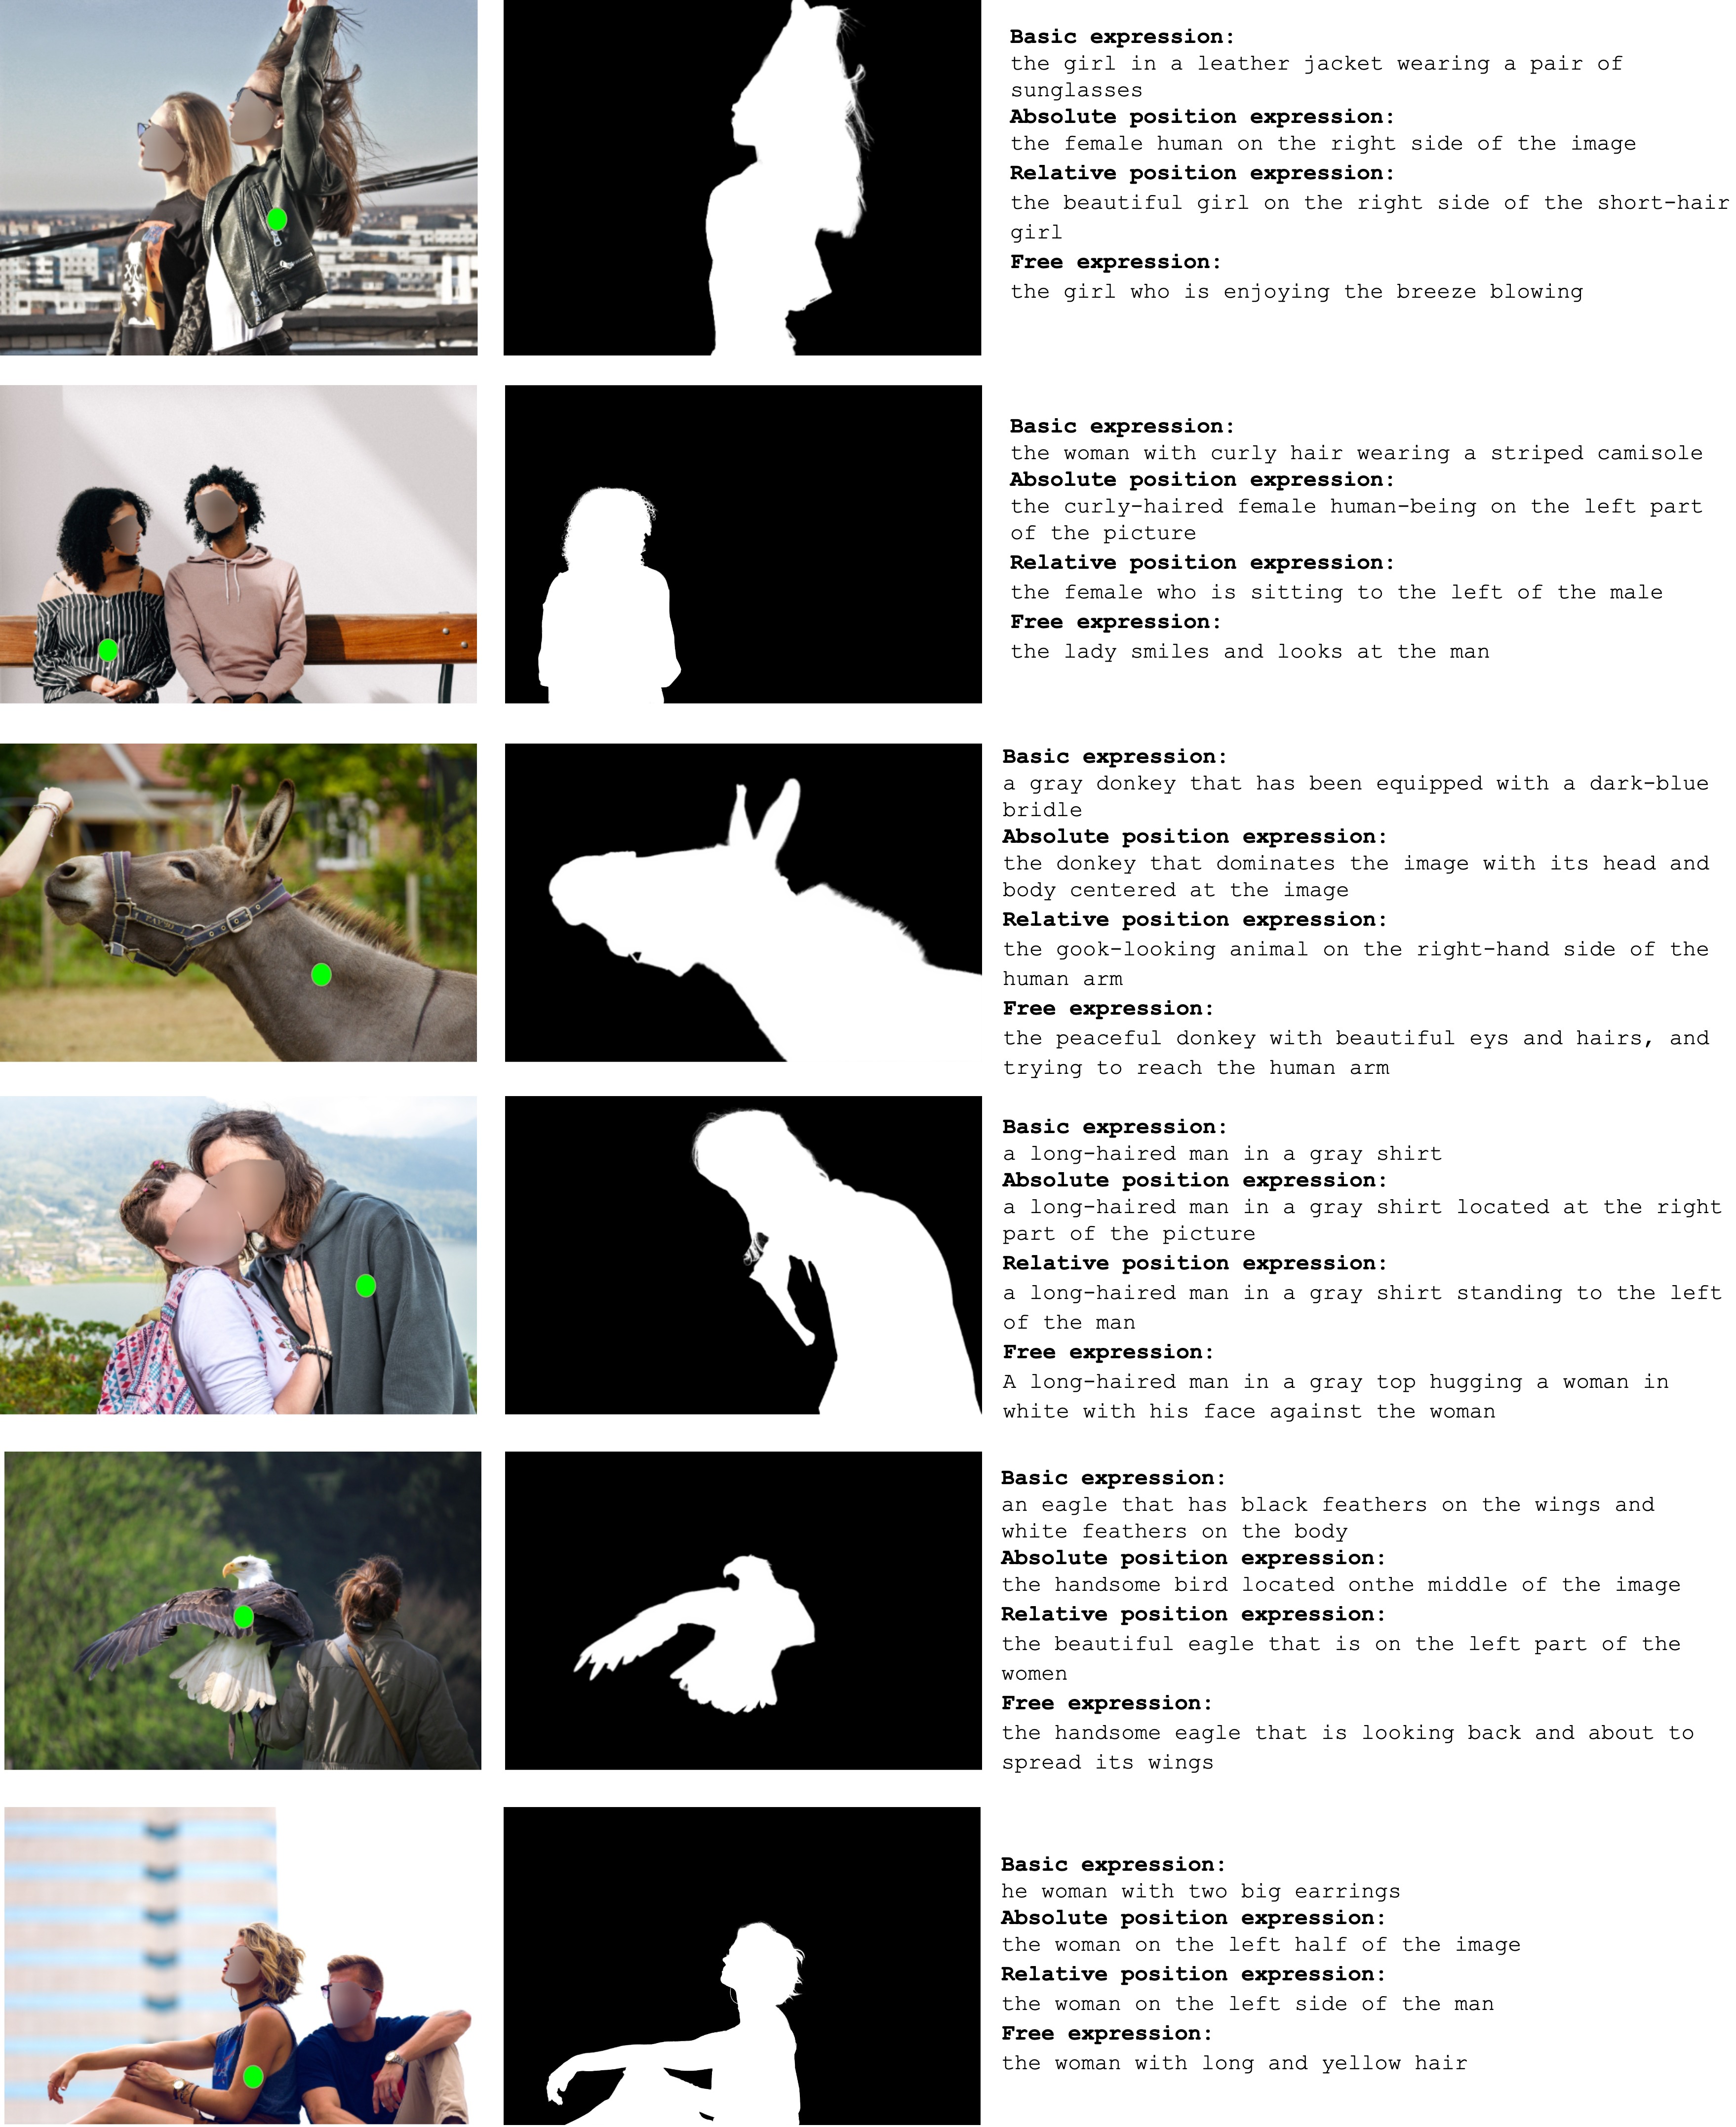 Basic expression:
the girl in a leather jacket wearing a pair of
sunglasses
Absolute position expression:
the female human on the right side of the image
Relative position expression:
the beautiful girl on the right side of the short-hair
girl
Free expression:
the girl who is enjoying the breeze blowing
Basic expression:
the woman with curly hair wearing a striped camisole
Absolute position expression:
the curly-haired female human-being on the left part
of the picture
Relative position expression:
the female who is sitting to the left of the male
Free expression:
the lady smiles and looks at the man
Basic expression:
a gray donkey that has been equipped with a dark-blue
bridle
Absolute position expression:
the donkey that dominates the image with its head and
body centered at the image
Relative position expression:
the gook-looking animal on the right-hand side of the
human arm
Free expression:
the peaceful donkey with beautiful eys and hairs, and
trying to reach the human arm
Basic expression:
a long-haired man in a gray shirt
Absolute position expression:
a long-haired man in a gray shirt located at the right
part of the picture
Relative position expression:
a long-haired man in a gray shirt standing to the left
of the man
Free expression:
A long-haired man in a gray top hugging a woman in
white with his face against the woman
Basic expression:
an eagle that has black feathers on the wings and
white feathers on the body
Absolute position expression:
the handsome bird located onthe middle of the image
Relative position expression:
the beautiful eagle that is on the left part of the
women
Free expression:
the handsome eagle that is looking back and about to
spread its wings
Basic expression:
he woman with two big earrings
Absolute position expression:
the woman on the left half of the image
Relative position expression:
the woman on the left side of the man
Free expression:
the woman with long and yellow hair